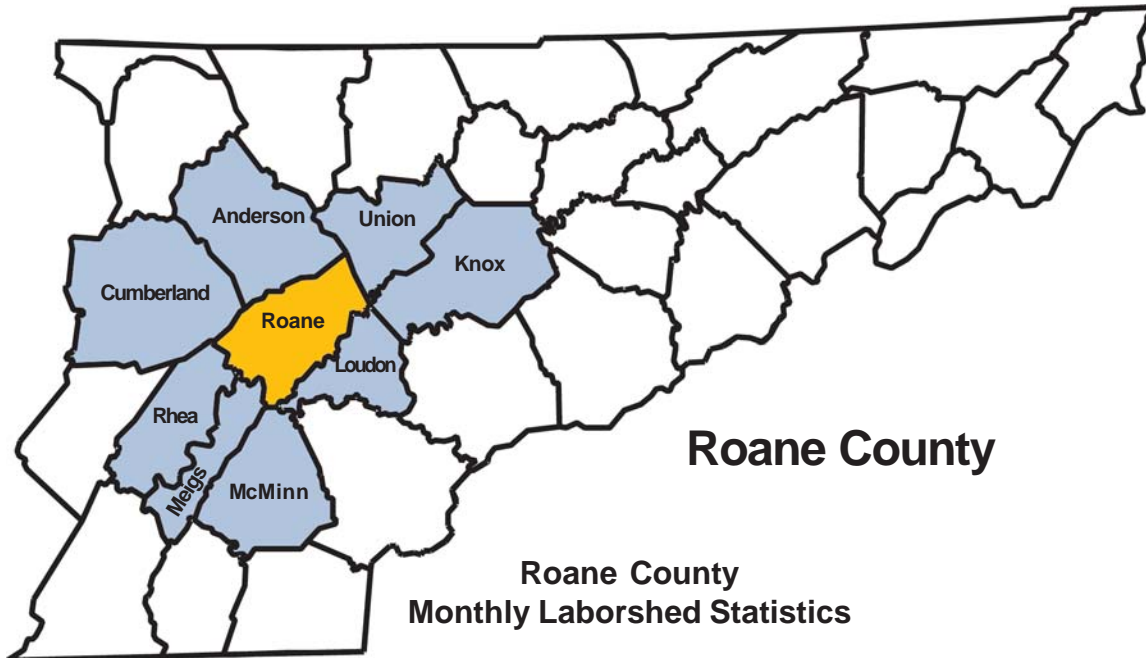 Anderson
Union
Knox
Cumberland
Roane
Loudon
Rhea
Meigs
McMinn
Roane County
Roane County
Monthly Laborshed Statistics